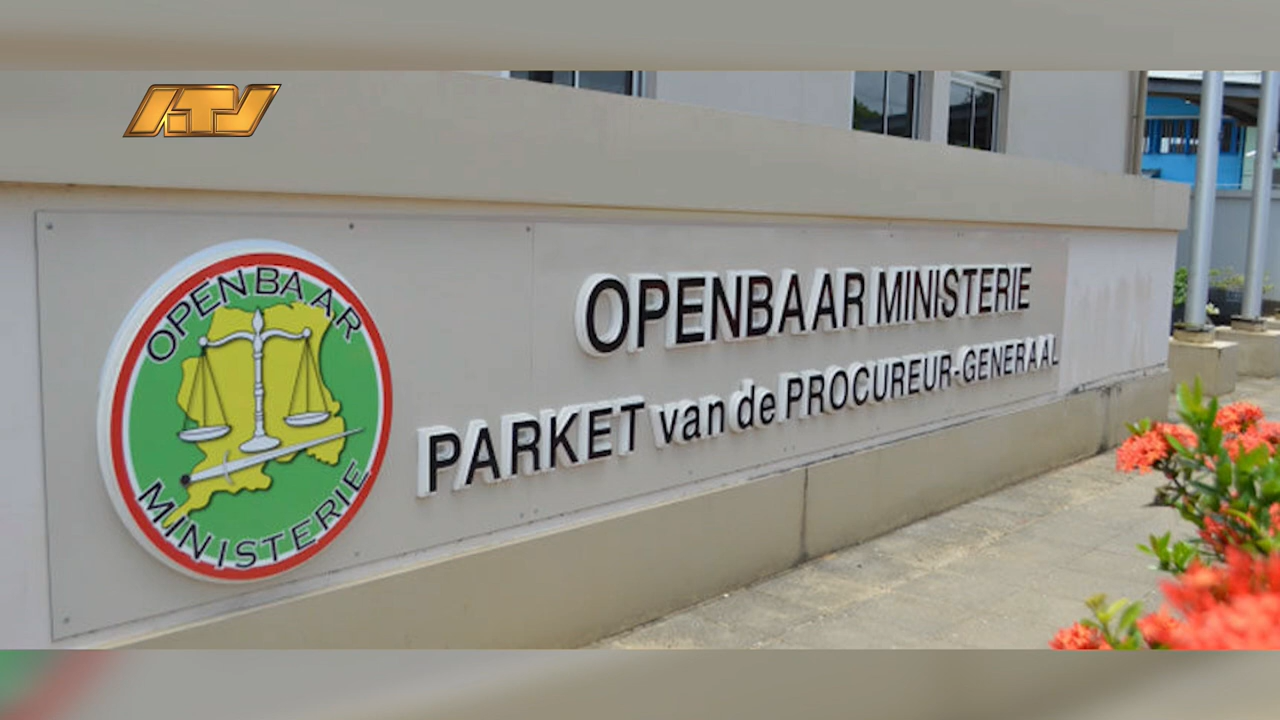 ATV
OPENBAAR
MINISTERIE
OPENBAAR MINISTERIE
PARKET van de PROCUREUR-GENERAAL